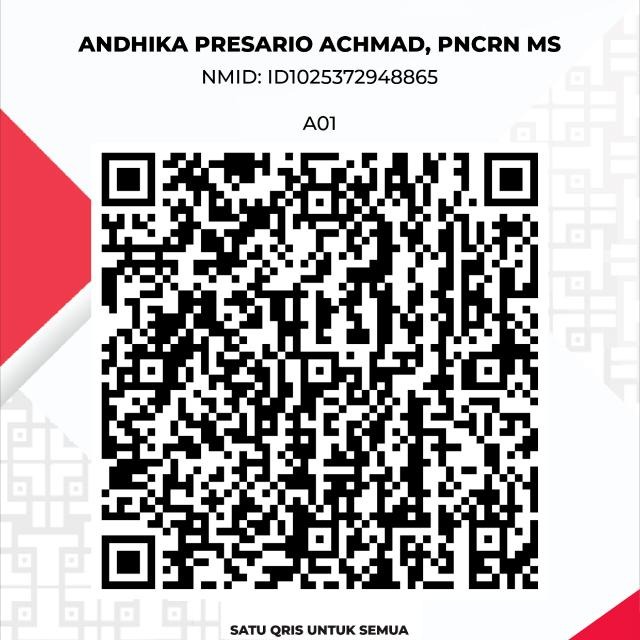 ANDHIKA PRESARIO ACHMAD, PNCRN MS
NMID: ID1025372948865
A01
SATU QRIS UNTUK SEMUA